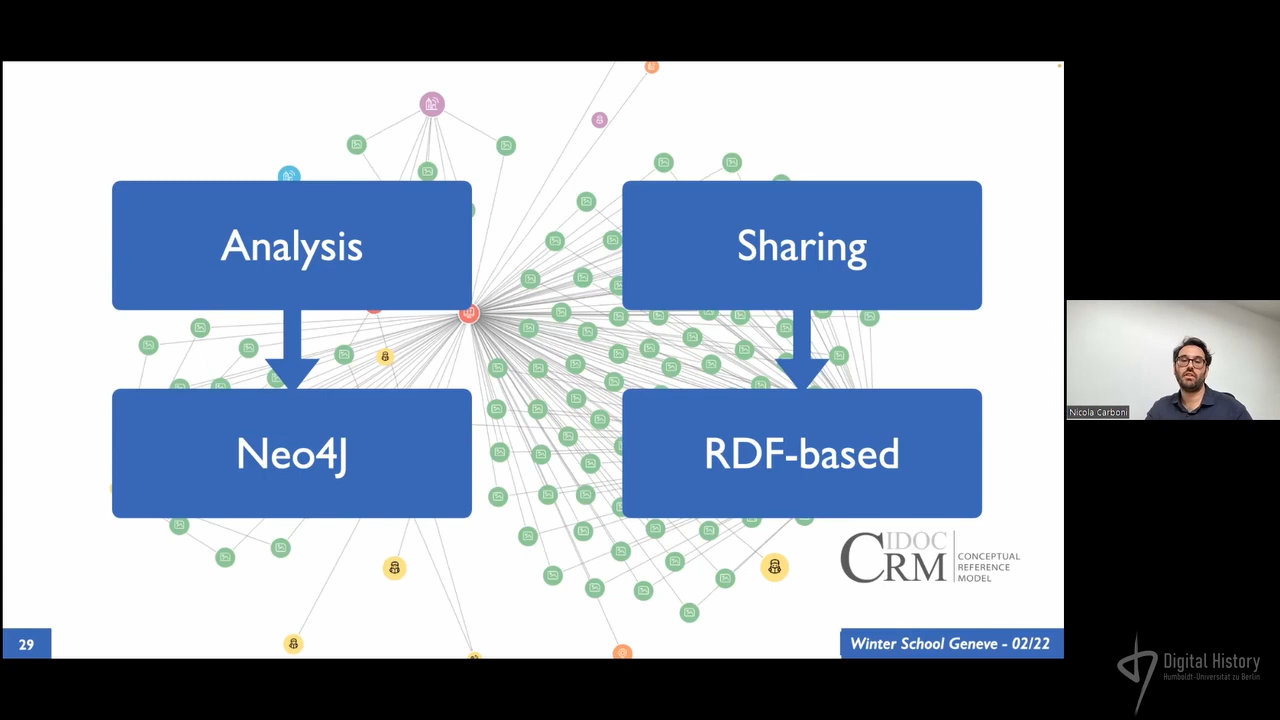 Analysis
Sharing
Neo4J
RDF-based
CIDOC
CRM
CONCEPTUAL
REFERENCE
MODEL
29
Winter School Geneve - 02/22
Nicola Carboni
Digital History
Humboldt-Universität zu Berlin